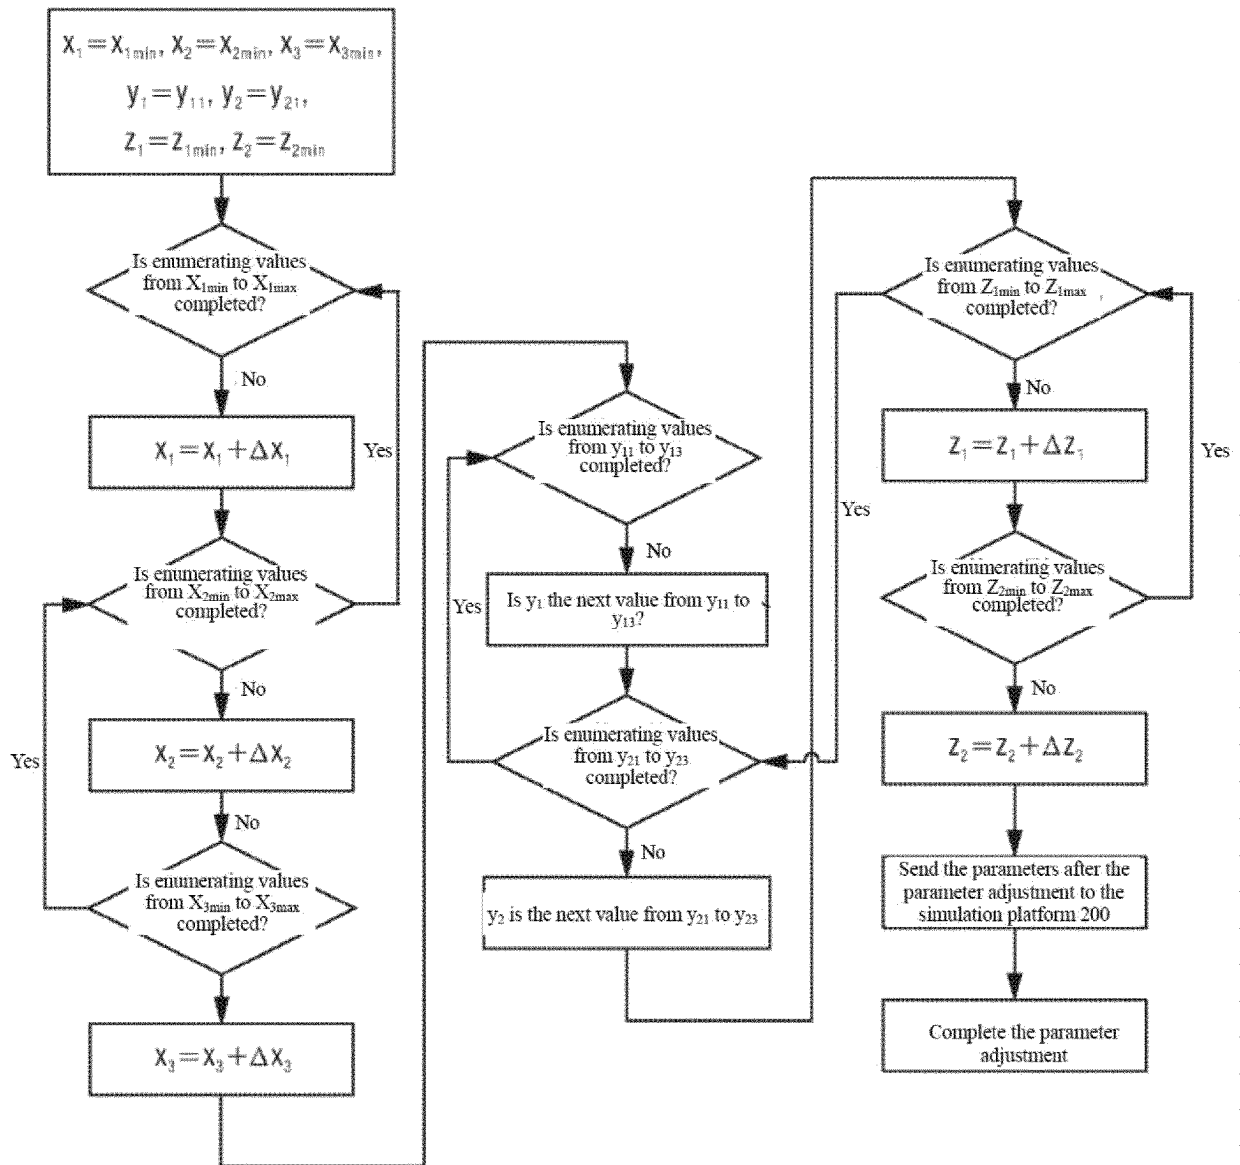 X₁=X₁ₘᵢₙ, X₂=X₂ₘᵢₙ, X₃=X₃ₘᵢₙ,
y₁=y₁₁, y₂=y₂₁,
Z₁=Z₁ₘᵢₙ, Z₂=Z₂ₘᵢₙ
Is enumerating values
from X₁ₘᵢₙ to X₁ₘₐₓ
completed?
No
X₁=X₁+ΔX₁
Yes
Is enumerating values
from X₂ₘᵢₙ to X₂ₘₐₓ
completed?
No
X₂=X₂+ΔX₂
Yes
No
Is enumerating values
from X₃ₘᵢₙ to X₃ₘₐₓ
completed?
X₃=X₃+ΔX₃
Is enumerating values
from y₁₁ to y₁₃
completed?
No
Is y₁ the next value from y₁₁ to
y₁₃?
Yes
Is enumerating values
from y₂₁ to y₂₃
completed?
No
y₂ is the next value from y₂₁ to y₂₃
Is enumerating values
from Z₁ₘᵢₙ to Z₁ₘₐₓ
completed?
No
Z₁=Z₁+ΔZ₁
Yes
Yes
Is enumerating values
from Z₂ₘᵢₙ to Z₂ₘₐₓ
completed?
No
Z₂=Z₂+ΔZ₂
Send the parameters after the
parameter adjustment to the
simulation platform 200
Complete the parameter
adjustment